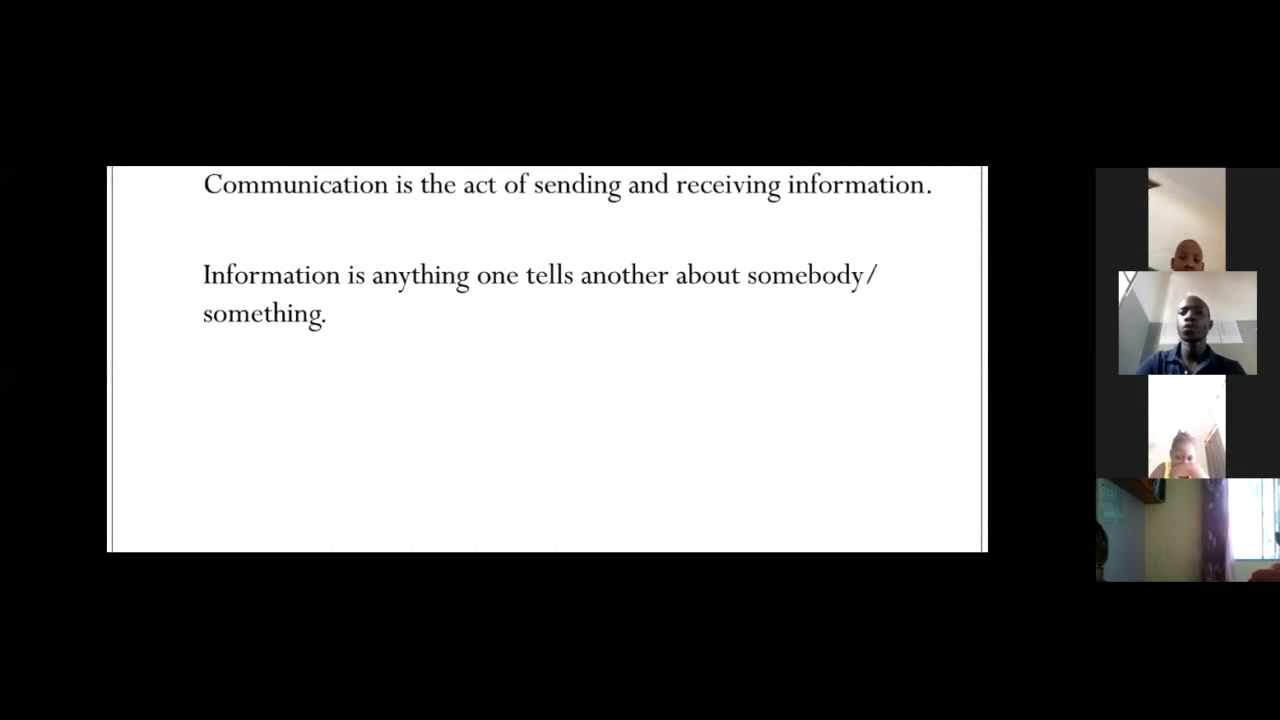 Communication is the act of sending and receiving information.
Information is anything one tells another about somebody/
something.